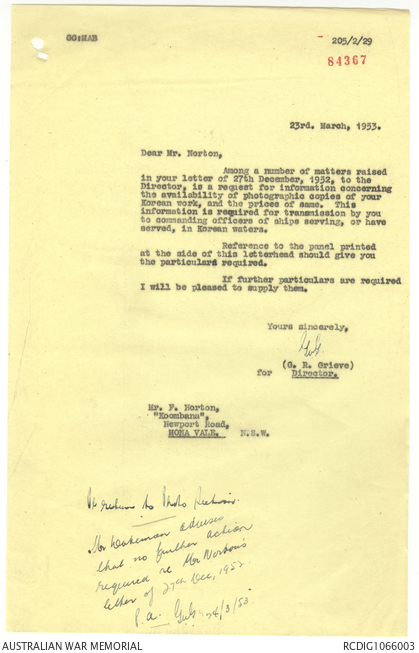 GG:HAB
205/2/29
84367
23rd. March, 1953.
Dear Mr. Norton,
Among a number of matters raised
in your letter of 27th December, 1952, to the
Director, is a request for information concerning
the availability of photographic copies of your
Korean work, and the prices of same. This
information is required for transmission by you
to commanding officers of ships serving, or have
served, in Korean waters.
Reference to the panel printed
at the side of this letterhead should give you
the particulars required.
If further particulars are required
I will be pleased to supply them.
Yours sincerely,
(G. R. Grieve)
for Director.
Mr. F. Norton,
"Koombana",
Newport Road,
MONA VALE. N.S.W.
to Photo
Mr advises
that no further action
required re Mr Norton's
letter of 27th Dec, 1952.
P.a. 24/3/53
AUSTRALIAN WAR MEMORIAL
RCDIG1066003